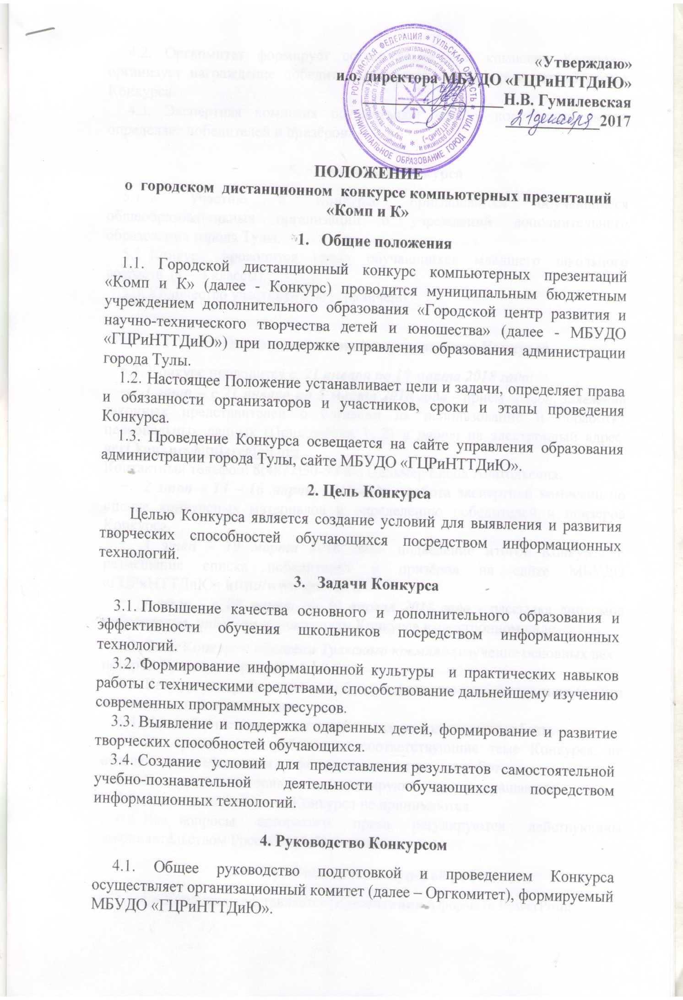 «Утверждаю»
и.о. директора МБУДО «ГЦРиНТТДиЮ»
Н.В. Гумилевская
21 декабря 2017
РОССИЙСКАЯ ФЕДЕРАЦИЯ * ТУЛЬСКАЯ ОБЛАСТЬ *
МУНИЦИПАЛЬНОЕ ОБРАЗОВАНИЕ ГОРОД ТУЛА
ПОЛОЖЕНИЕ
о городском дистанционном конкурсе компьютерных презентаций
«Комп и К»
1. Общие положения
1.1. Городской дистанционный конкурс компьютерных презентаций
«Комп и К» (далее - Конкурс) проводится муниципальным бюджетным
учреждением дополнительного образования «Городской центр развития и
научно-технического творчества детей и юношества» (далее - МБУДО
«ГЦРиНТТДиЮ») при поддержке управления образования администрации
города Тулы.
1.2. Настоящее Положение устанавливает цели и задачи, определяет права
и обязанности организаторов и участников, сроки и этапы проведения
Конкурса.
1.3. Проведение Конкурса освещается на сайте управления образования
администрации города Тулы, сайте МБУДО «ГЦРиНТТДиЮ».
2. Цель Конкурса
Целью Конкурса является создание условий для выявления и развития
творческих способностей обучающихся посредством информационных
технологий.
3. Задачи Конкурса
3.1. Повышение качества основного и дополнительного образования и
эффективности обучения школьников посредством информационных
технологий.
3.2. Формирование информационной культуры и практических навыков
работы с техническими средствами, способствование дальнейшему изучению
современных программных ресурсов.
3.3. Выявление и поддержка одаренных детей, формирование и развитие
творческих способностей обучающихся.
3.4. Создание условий для представления результатов самостоятельной
учебно-познавательной деятельности обучающихся посредством
информационных технологий.
4. Руководство Конкурсом
4.1. Общее руководство подготовкой и проведением Конкурса
осуществляет организационный комитет (далее – Оргкомитет), формируемый
МБУДО «ГЦРиНТТДиЮ».